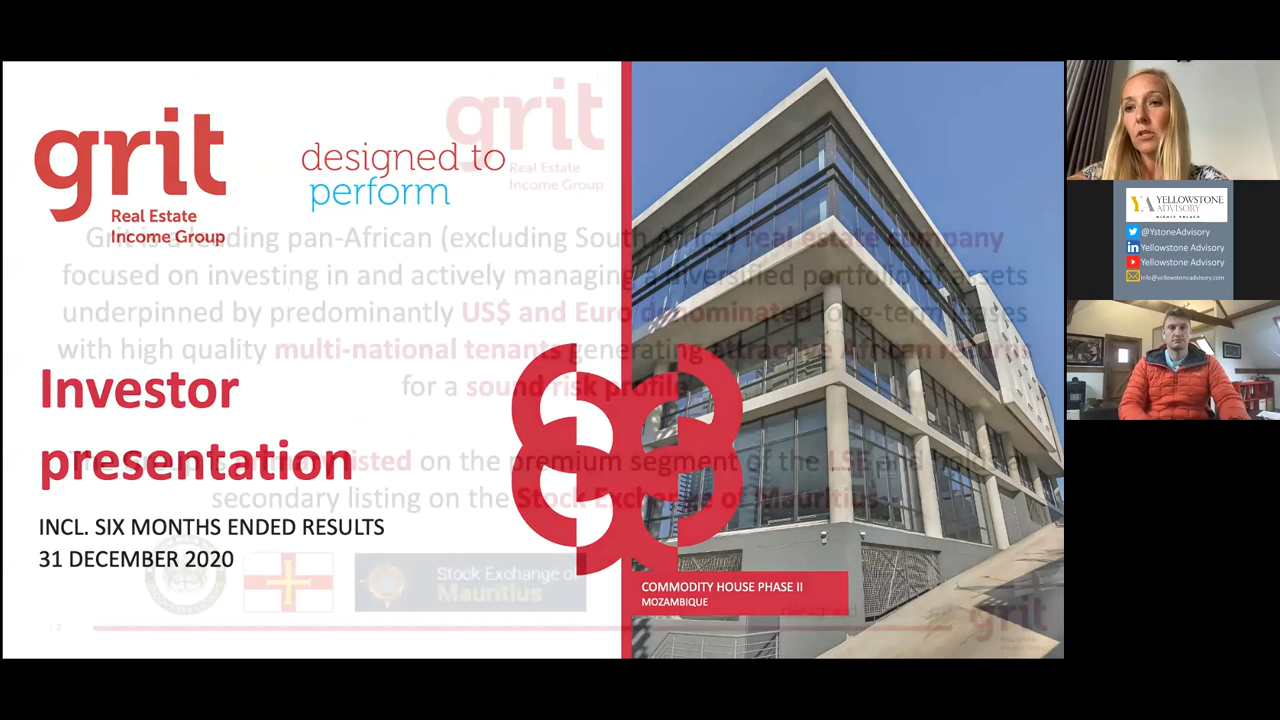 grit
Real Estate
Income Group
designed to
perform
grit
Real Estate
Income Group
Grit is a leading pan-African (excluding South Africa) real estate company
focused on investing in and actively managing a diversified portfolio of assets
underpinned by predominantly US$ and Euro denominated long-term leases
with high quality multi-national tenants generating attractive African returns
for a sound risk profile
Investor
presentation
listed on the premium segment of the LSE and
secondary listing on the Stock Exchange of Mauritius
INCL. SIX MONTHS ENDED RESULTS
31 DECEMBER 2020
Stock Exchange of
Mauritius
COMMODITY HOUSE PHASE II
MOZAMBIQUE
designed
grit
2
YA YELLOWSTONE
ADVISORY
HIGHLY VALUED
@YstoneAdvisory
Yellowstone Advisory
Yellowstone Advisory
info@yellowstoneadvisory.com